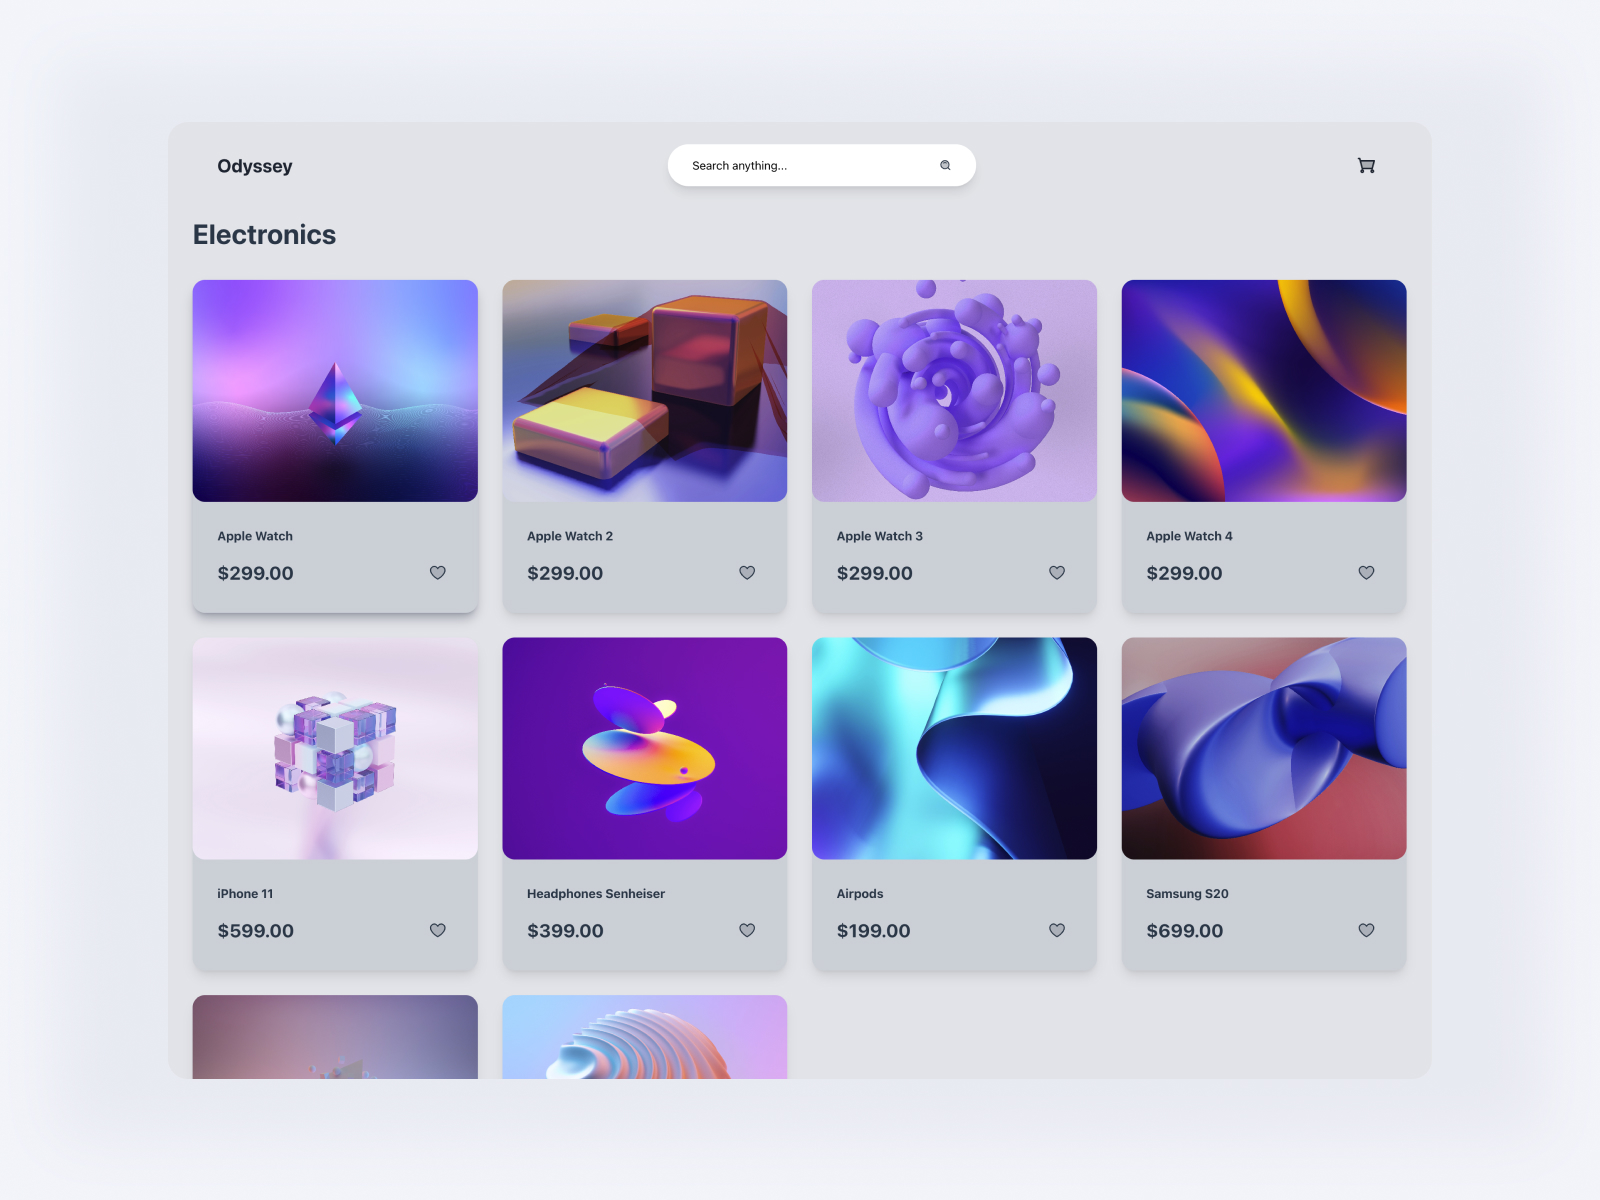 Odyssey
Search anything...
Electronics
Apple Watch
$299.00
Apple Watch 2
$299.00
Apple Watch 3
$299.00
Apple Watch 4
$299.00
iPhone 11
$599.00
Headphones Senheiser
$399.00
Airpods
$199.00
Samsung S20
$699.00